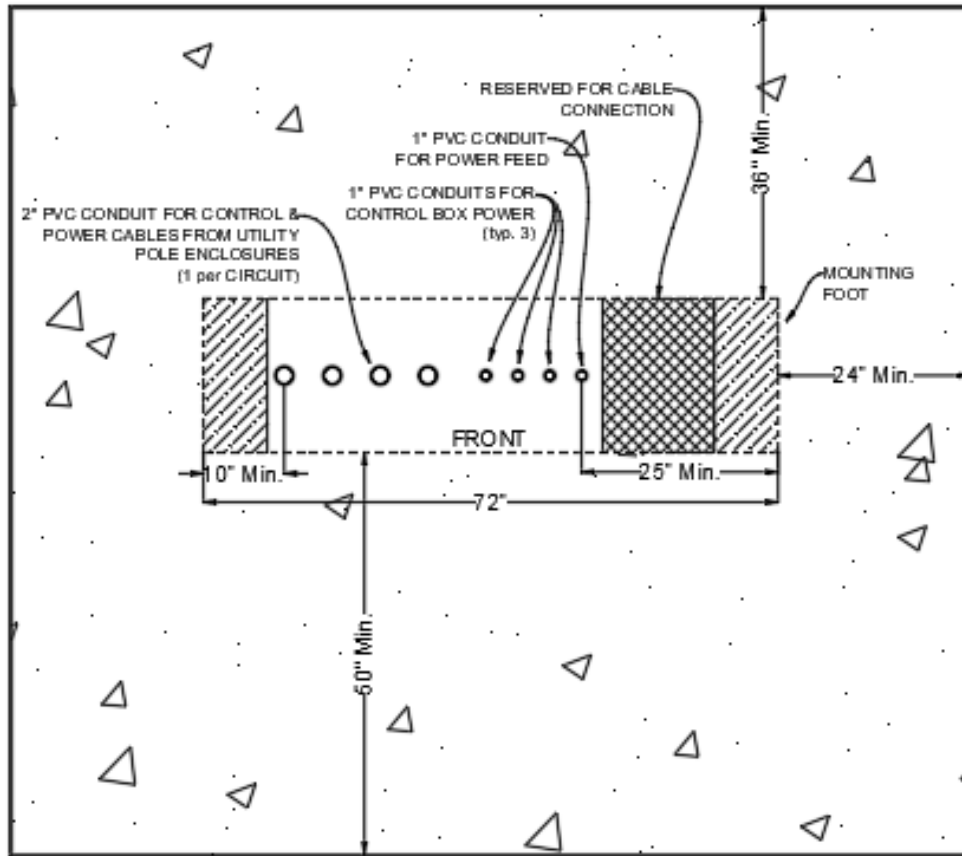 RESERVED FOR CABLE
CONNECTION
1" PVC CONDUIT
FOR POWER FEED
1" PVC CONDUITS FOR
CONTROL BOX POWER
(typ. 3)
2" PVC CONDUIT FOR CONTROL &
POWER CABLES FROM UTILITY
POLE ENCLOSURES
(1 per CIRCUIT)
36" Min.
MOUNTING
FOOT
24" Min.
FRONT
10" Min.
25" Min.
72"
60" Min.